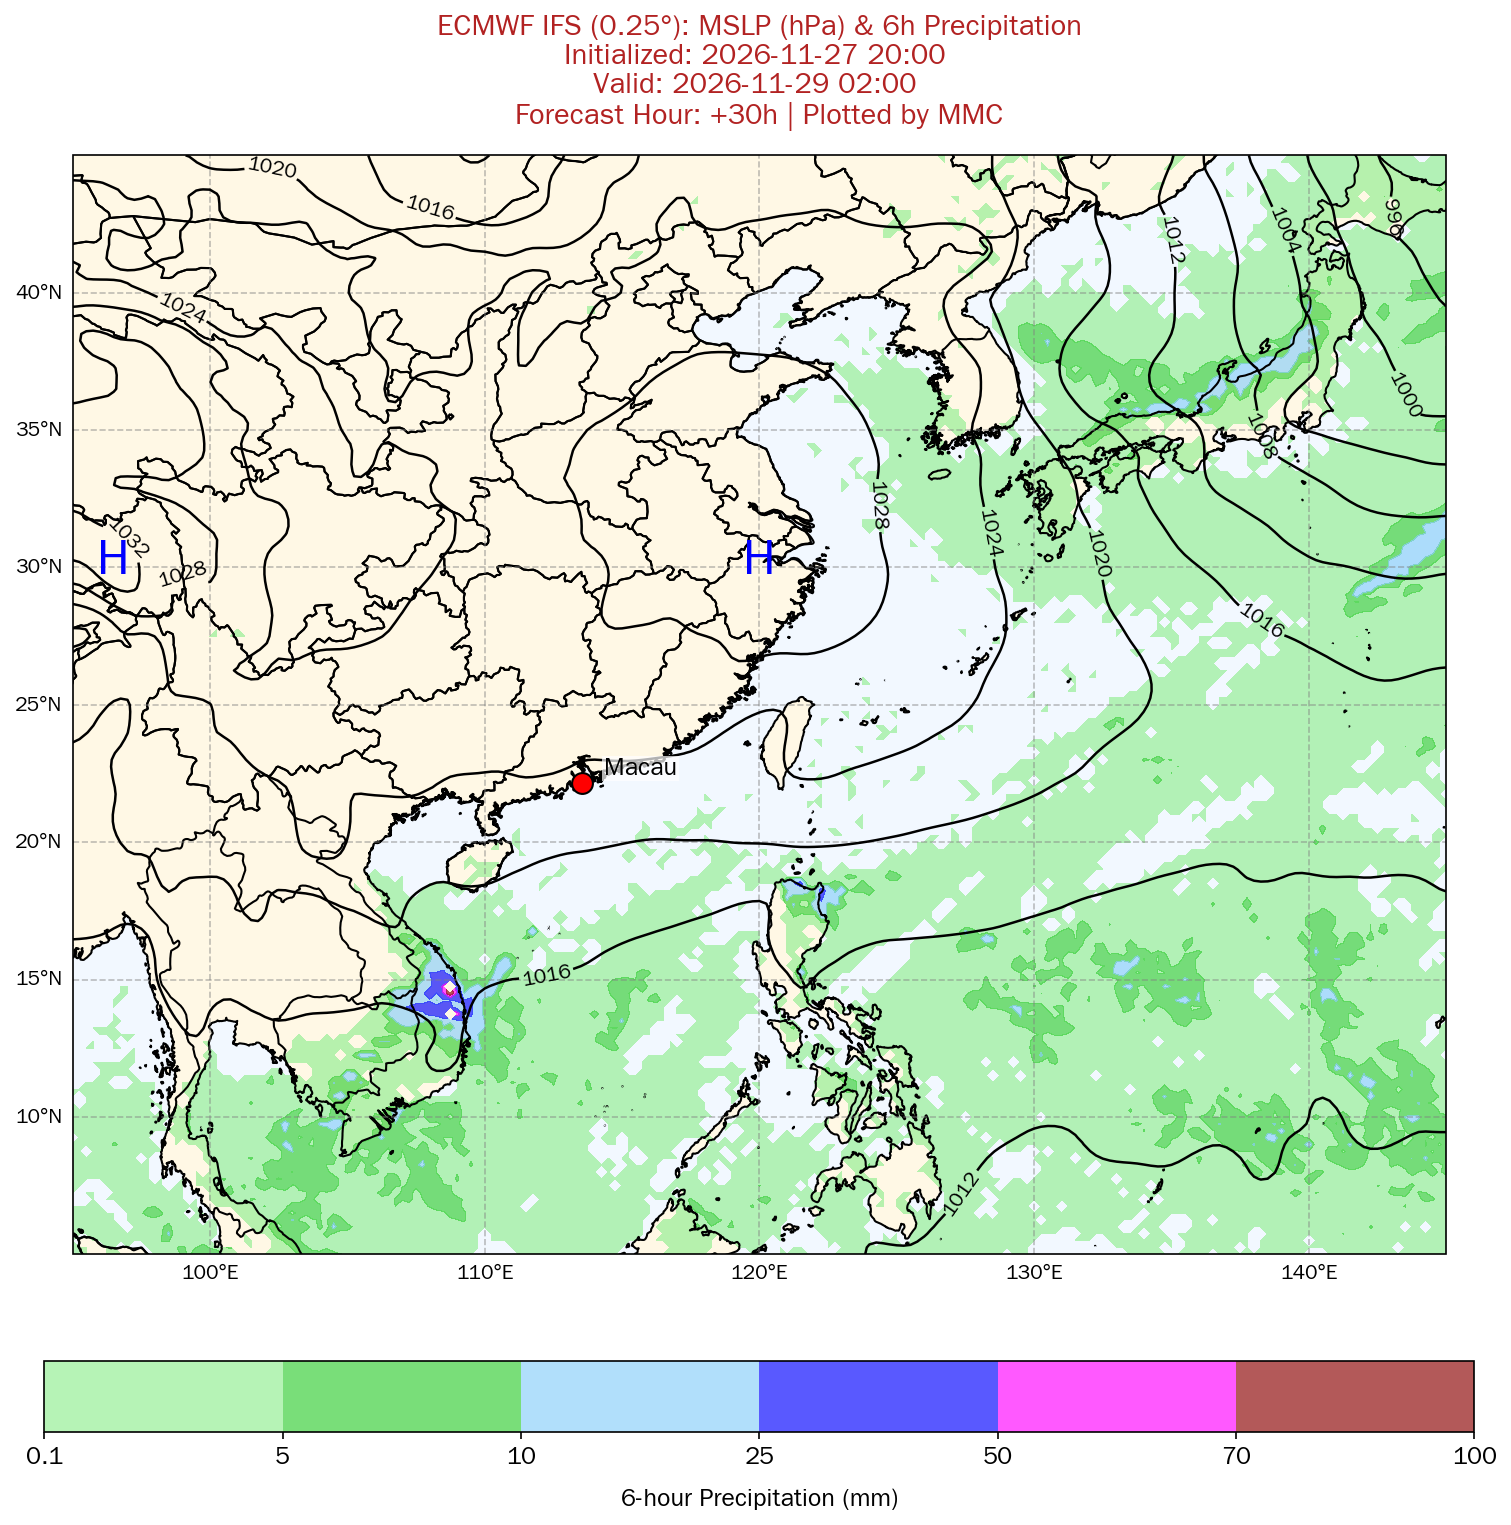 ECMWF IFS (0.25°): MSLP (hPa) & 6h Precipitation
Initialized: 2026-11-27 20:00
Valid: 2026-11-29 02:00
Forecast Hour: +30h | Plotted by MMC
1020
1016
996
1012
1004
40°N
1024
1000
35°N
1008
1028
1024
1032
H
H
1020
30°N
1028
1016
25°N
Macau
20°N
15°N
1016
10°N
1012
100°E 110°E 120°E 130°E 140°E
0.1 5 10 25 50 70 100
6-hour Precipitation (mm)